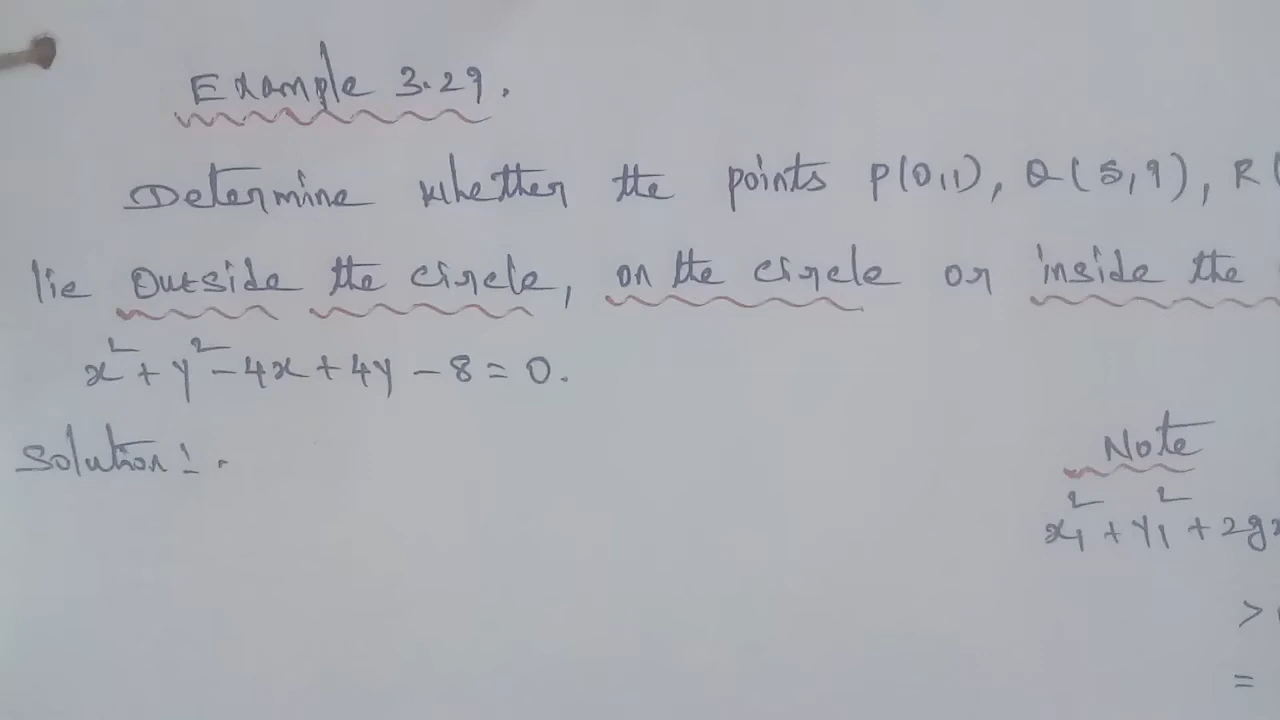 Example 3.29.
Determine whether the points P(0,1), Q(5,9), R(
lie outside the circle, on the circle or inside the
x² + y² - 4x + 4y - 8 = 0.
Solution:-
Note
x₁² + y₁² + 2gx
>
=